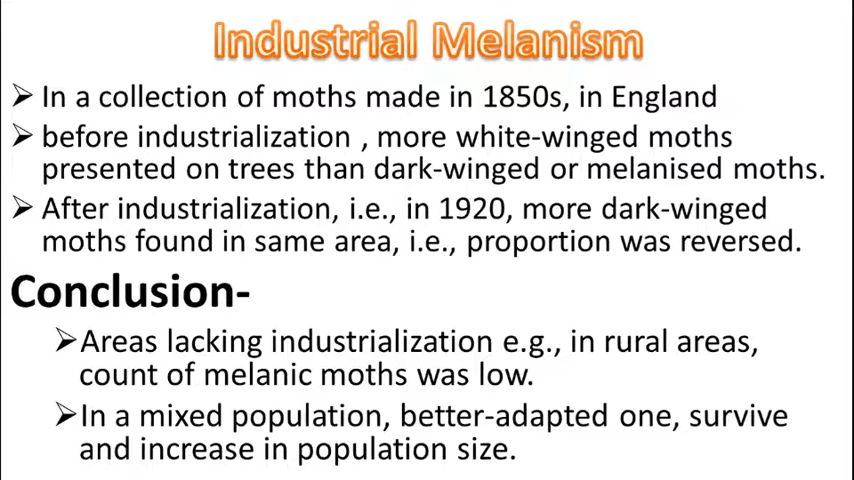 Industrial Melanism
➢ In a collection of moths made in 1850s, in England
➢ before industrialization , more white-winged moths
presented on trees than dark-winged or melanised moths.
➢ After industrialization, i.e., in 1920, more dark-winged
moths found in same area, i.e., proportion was reversed.
Conclusion-
➢Areas lacking industrialization e.g., in rural areas,
count of melanic moths was low.
➢In a mixed population, better-adapted one, survive
and increase in population size.